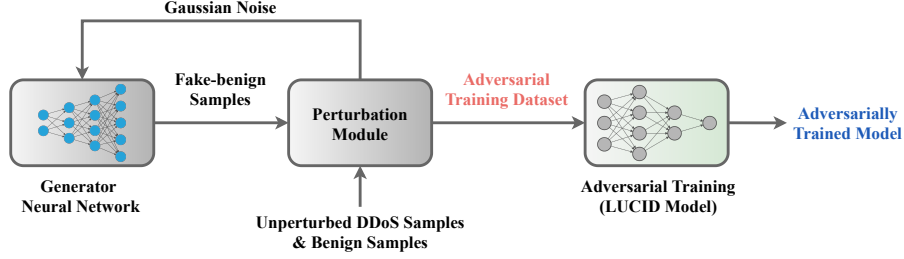 Gaussian Noise
Fake-benign
Samples
Perturbation
Module
Adversarial
Training Dataset
Adversarially
Trained Model
Generator
Neural Network
Unperturbed DDoS Samples
& Benign Samples
Adversarial Training
(LUCID Model)